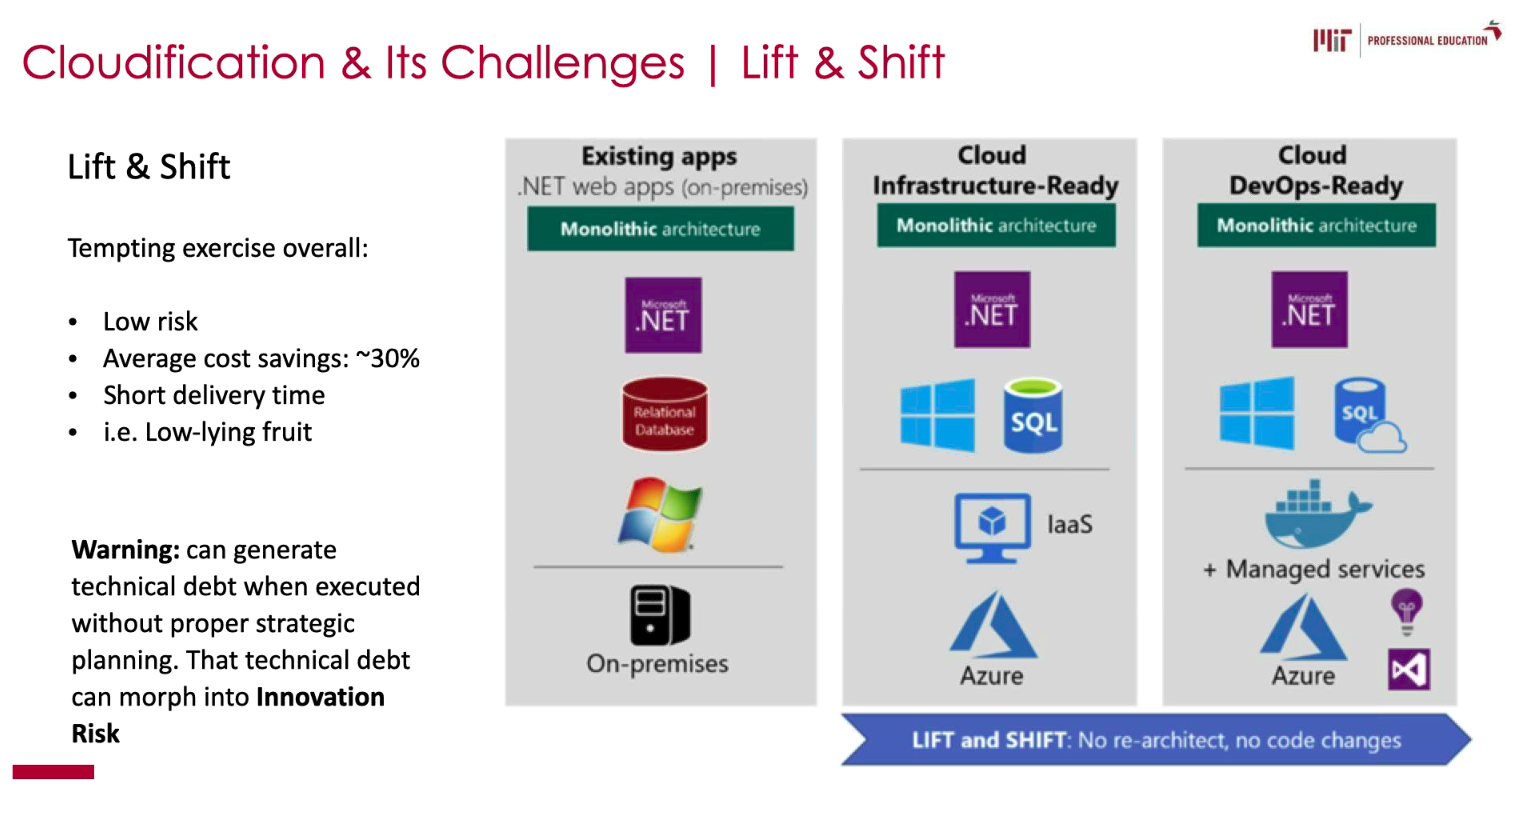 Cloudification & Its Challenges | Lift & Shift
MIT PROFESSIONAL EDUCATION
Lift & Shift
Tempting exercise overall:
• Low risk
• Average cost savings: ~30%
• Short delivery time
• i.e. Low-lying fruit
Warning: can generate
technical debt when executed
without proper strategic
planning. That technical debt
can morph into Innovation
Risk
Existing apps
.NET web apps (on-premises)
Monolithic architecture
Microsoft
.NET
Relational
Database
On-premises
Cloud
Infrastructure-Ready
Monolithic architecture
Microsoft
.NET
SQL
IaaS
Azure
Cloud
DevOps-Ready
Monolithic architecture
Microsoft
.NET
SQL
+ Managed services
Azure
LIFT and SHIFT: No re-architect, no code changes